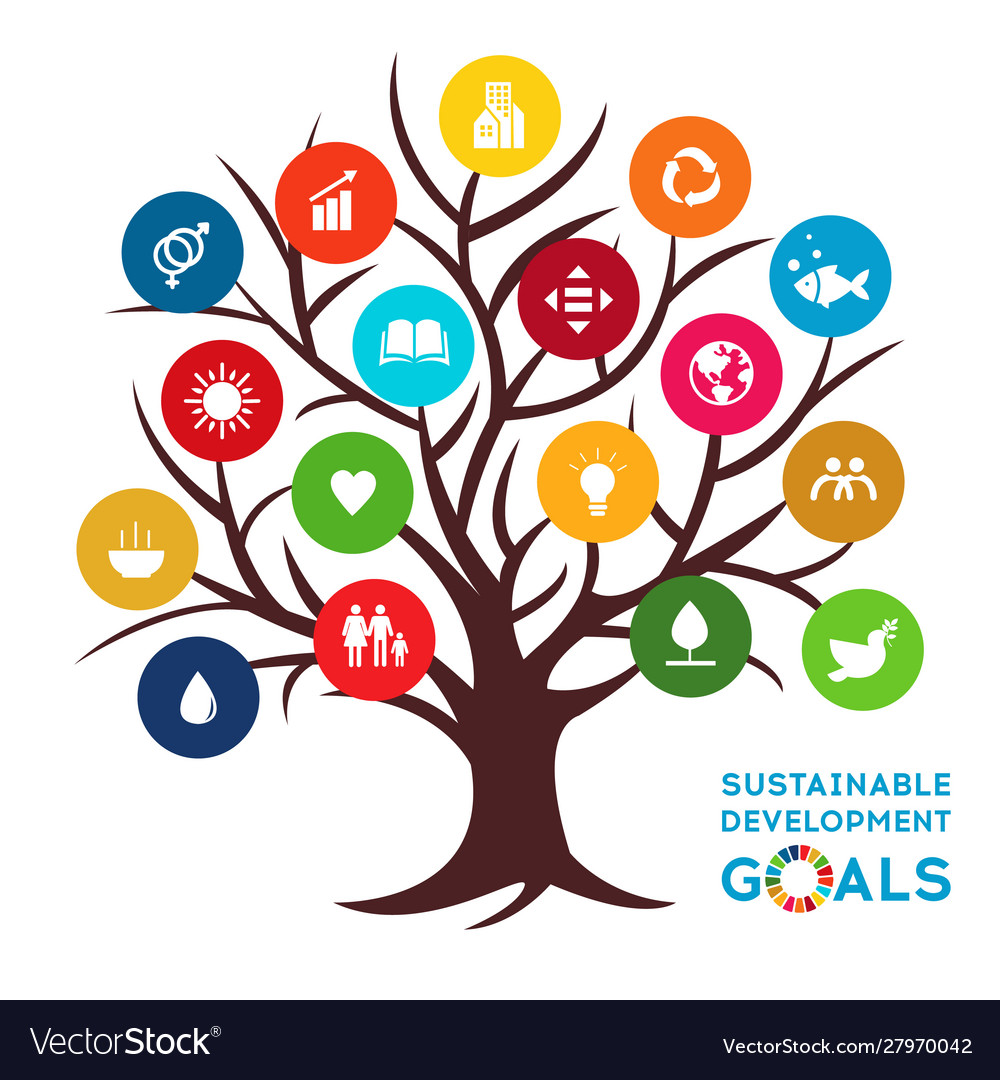 SUSTAINABLE
DEVELOPMENT
GOALS
VectorStock®
VectorStock.com/27970042